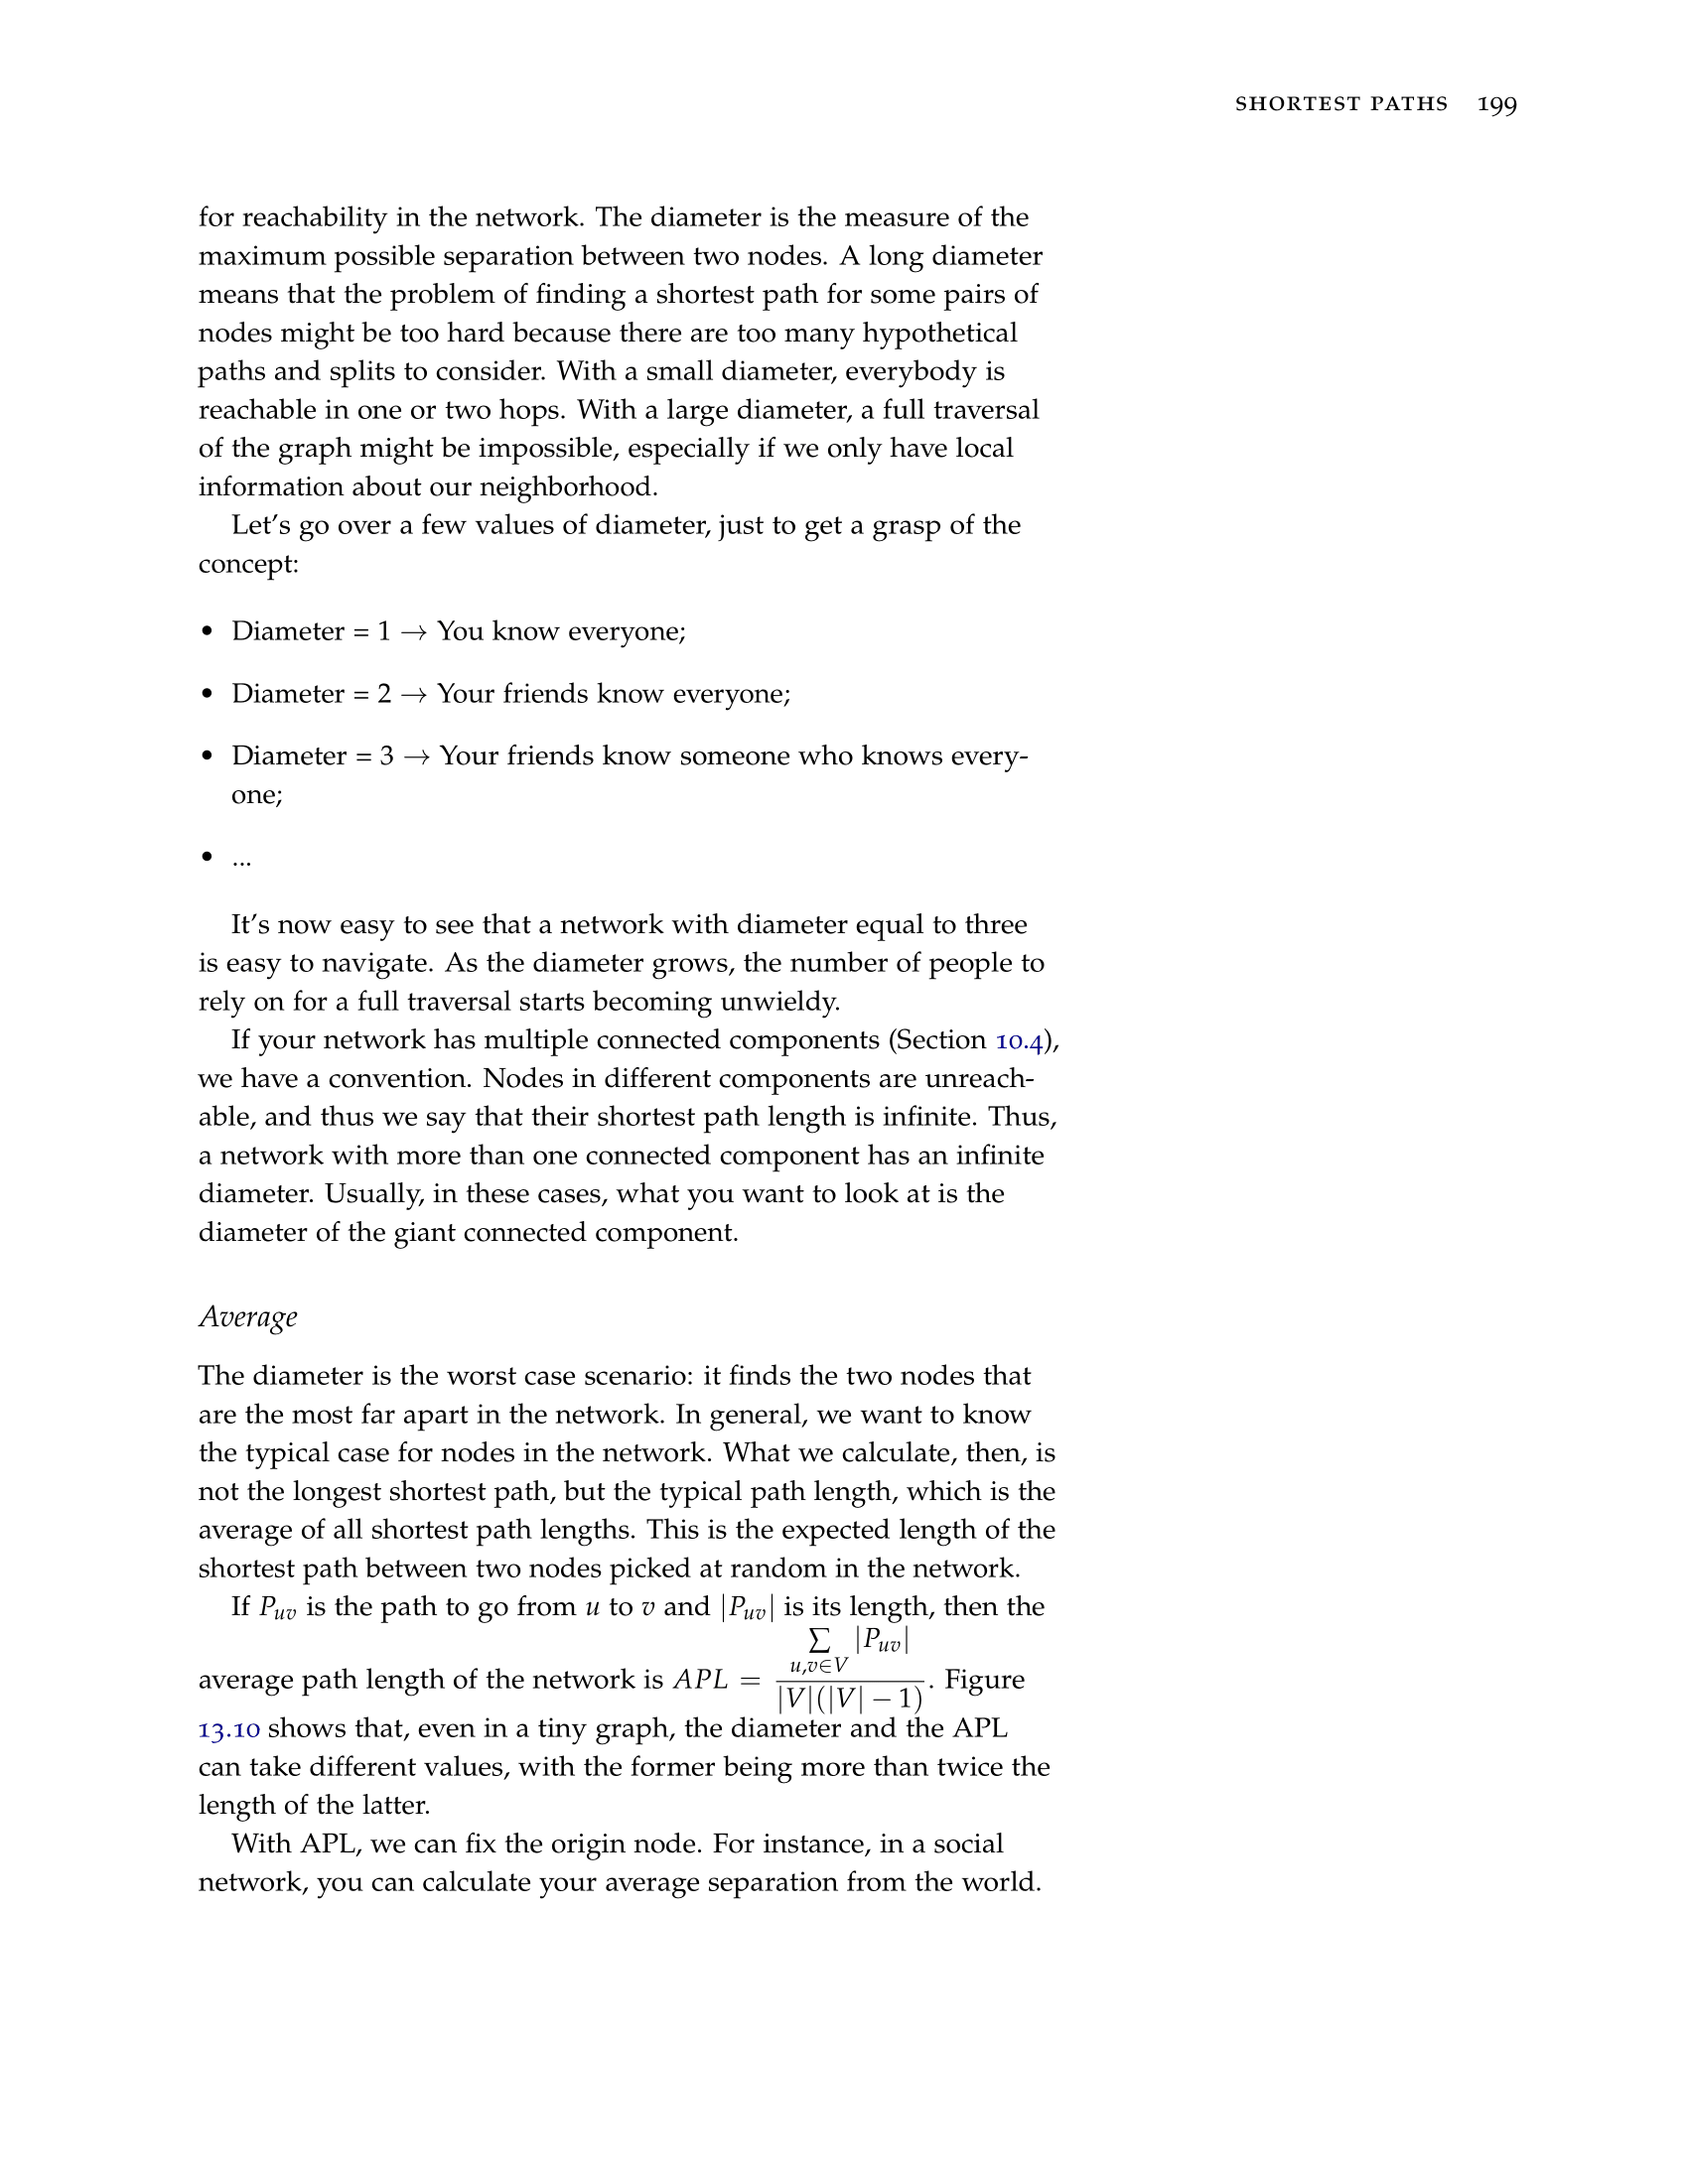 SHORTEST PATHS 199
for reachability in the network. The diameter is the measure of the
maximum possible separation between two nodes. A long diameter
means that the problem of finding a shortest path for some pairs of
nodes might be too hard because there are too many hypothetical
paths and splits to consider. With a small diameter, everybody is
reachable in one or two hops. With a large diameter, a full traversal
of the graph might be impossible, especially if we only have local
information about our neighborhood.
Let's go over a few values of diameter, just to get a grasp of the
concept:
• Diameter = 1 → You know everyone;
• Diameter = 2 → Your friends know everyone;
• Diameter = 3 → Your friends know someone who knows every-
one;
• ...
It's now easy to see that a network with diameter equal to three
is easy to navigate. As the diameter grows, the number of people to
rely on for a full traversal starts becoming unwieldy.
If your network has multiple connected components (Section 10.4),
we have a convention. Nodes in different components are unreach-
able, and thus we say that their shortest path length is infinite. Thus,
a network with more than one connected component has an infinite
diameter. Usually, in these cases, what you want to look at is the
diameter of the giant connected component.
Average
The diameter is the worst case scenario: it finds the two nodes that
are the most far apart in the network. In general, we want to know
the typical case for nodes in the network. What we calculate, then, is
not the longest shortest path, but the typical path length, which is the
average of all shortest path lengths. This is the expected length of the
shortest path between two nodes picked at random in the network.
If $P_{uv}$ is the path to go from $u$ to $v$ and $|P_{uv}|$ is its length, then the
average path length of the network is $APL = \frac{\sum\limits_{u,v \in V} |P_{uv}|}{|V|(|V| - 1)}$. Figure
13.10 shows that, even in a tiny graph, the diameter and the APL
can take different values, with the former being more than twice the
length of the latter.
With APL, we can fix the origin node. For instance, in a social
network, you can calculate your average separation from the world.